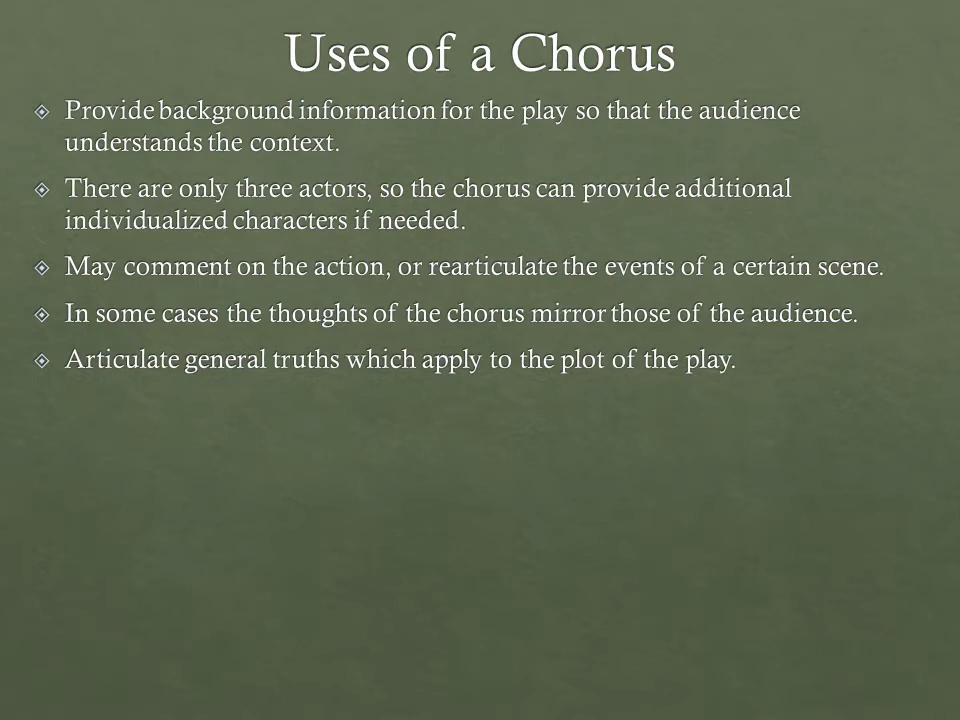 Uses of a Chorus
Provide background information for the play so that the audience
understands the context.
There are only three actors, so the chorus can provide additional
individualized characters if needed.
May comment on the action, or rearticulate the events of a certain scene.
In some cases the thoughts of the chorus mirror those of the audience.
Articulate general truths which apply to the plot of the play.